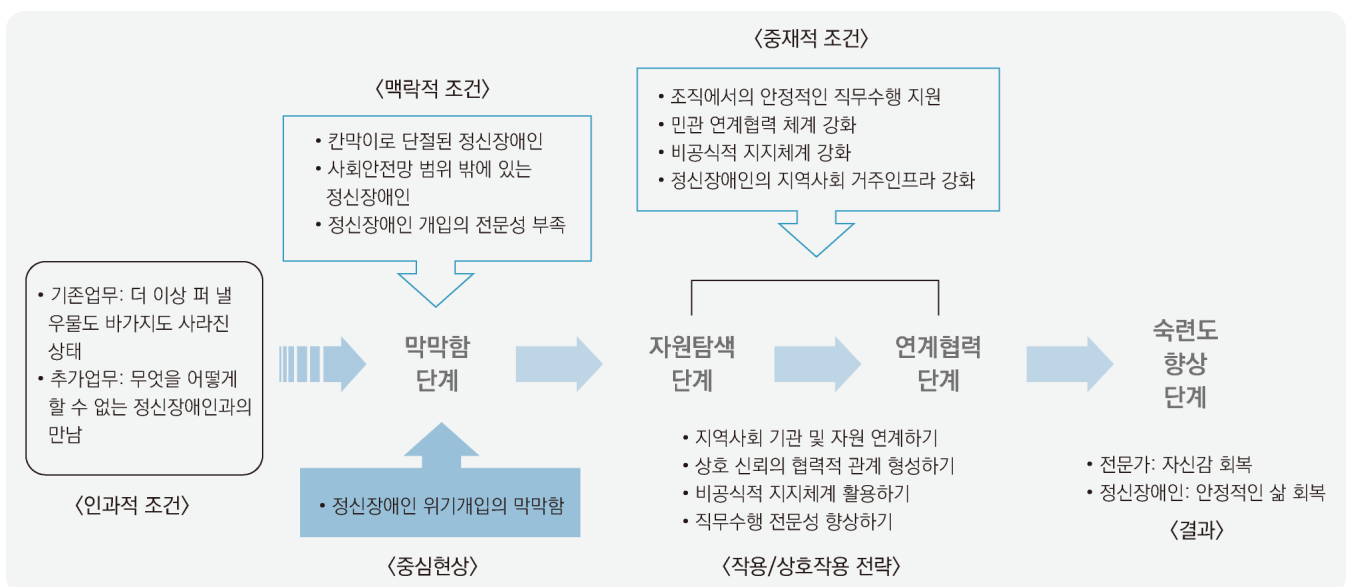 〈중재적 조건〉
• 조직에서의 안정적인 직무수행 지원
• 민관 연계협력 체계 강화
• 비공식적 지지체계 강화
• 정신장애인의 지역사회 거주인프라 강화
〈맥락적 조건〉
• 칸막이로 단절된 정신장애인
• 사회안전망 범위 밖에 있는
정신장애인
• 정신장애인 개입의 전문성 부족
• 기존업무: 더 이상 퍼 낼
우물도 바가지도 사라진
상태
• 추가업무: 무엇을 어떻게
할 수 없는 정신장애인과의
만남
〈인과적 조건〉
막막함
단계
자원탐색
단계
연계협력
단계
숙련도
향상
단계
• 정신장애인 위기개입의 막막함
〈중심현상〉
• 지역사회 기관 및 자원 연계하기
• 상호 신뢰의 협력적 관계 형성하기
• 비공식적 지지체계 활용하기
• 직무수행 전문성 향상하기
〈작용/상호작용 전략〉
• 전문가: 자신감 회복
• 정신장애인: 안정적인 삶 회복
〈결과〉